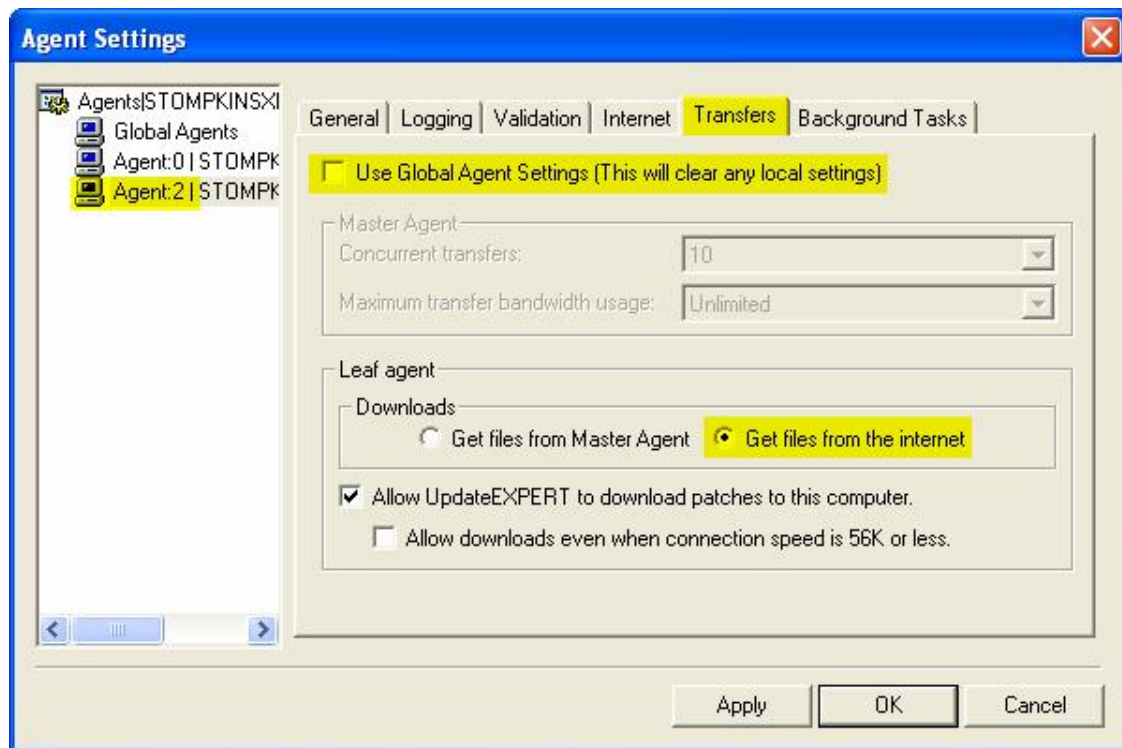 Agent Settings
Agents|STOMPKINSXI
Global Agents
Agent:0 | STOMPK
Agent:2 | STOMPK
General
Logging
Validation
Internet
Transfers
Background Tasks
Use Global Agent Settings (This will clear any local settings)
Master Agent
Concurrent transfers:
10
Maximum transfer bandwidth usage:
Unlimited
Leaf agent
Downloads
Get files from Master Agent
Get files from the internet
Allow UpdateEXPERT to download patches to this computer.
Allow downloads even when connection speed is 56K or less.
Apply
OK
Cancel